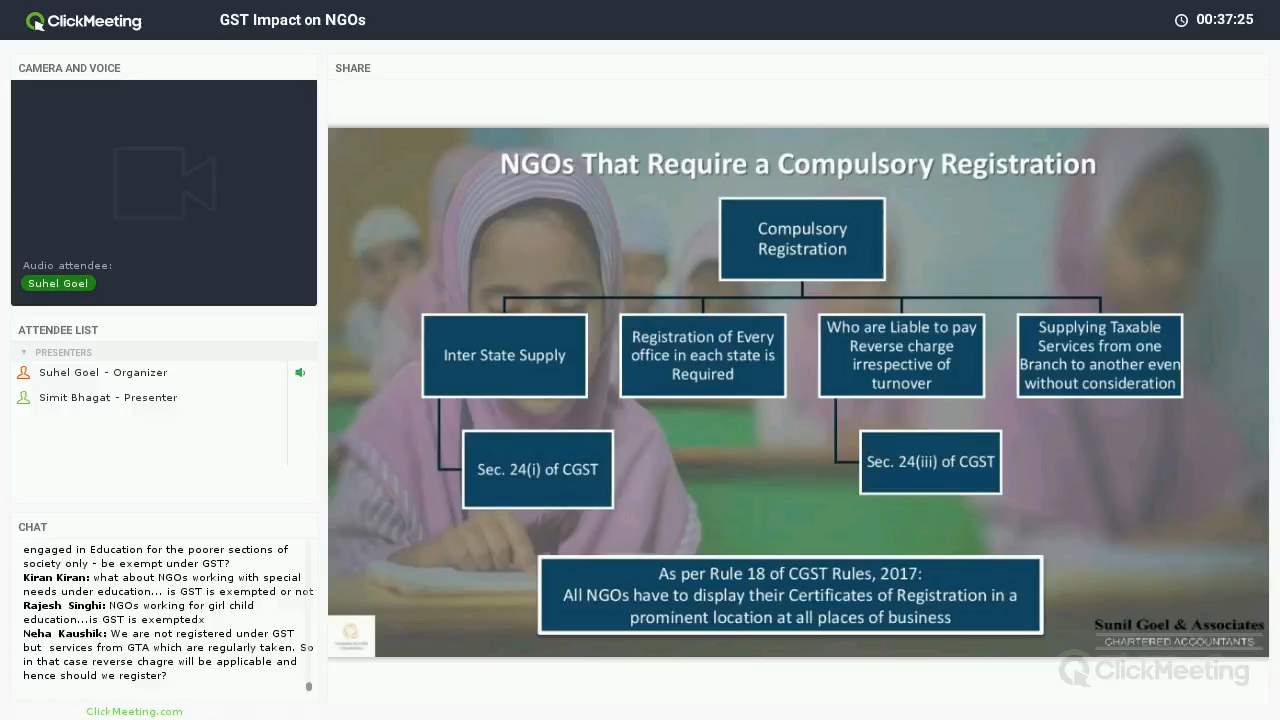 ClickMeeting
GST Impact on NGOs
00:37:25
CAMERA AND VOICE
Audio attendee:
Suhel Goel
ATTENDEE LIST
PRESENTERS
Suhel Goel - Organizer
Simit Bhagat - Presenter
CHAT
engaged in Education for the poorer sections of
society only - be exempt under GST?
Kiran Kiran: what about NGOs working with special
needs under education... is GST is exempted or not
Rajesh Singhi: NGOs working for girl child
education...is GST is exemptedx
Neha Kaushik: We are not registered under GST
but services from GTA which are regularly taken. So
in that case reverse chagre will be applicable and
hence should we register?
ClickMeeting.com
SHARE
NGOs That Require a Compulsory Registration
Compulsory
Registration
Inter State Supply
Registration of Every
office in each state is
Required
Who are Liable to pay
Reverse charge
irrespective of
turnover
Supplying Taxable
Services from one
Branch to another even
without consideration
Sec. 24(i) of CGST
Sec. 24(iii) of CGST
As per Rule 18 of CGST Rules, 2017:
All NGOs have to display their Certificates of Registration in a
prominent location at all places of business
Sunil Goel & Associates
CHARTERED ACCOUNTANTS
ClickMeeting